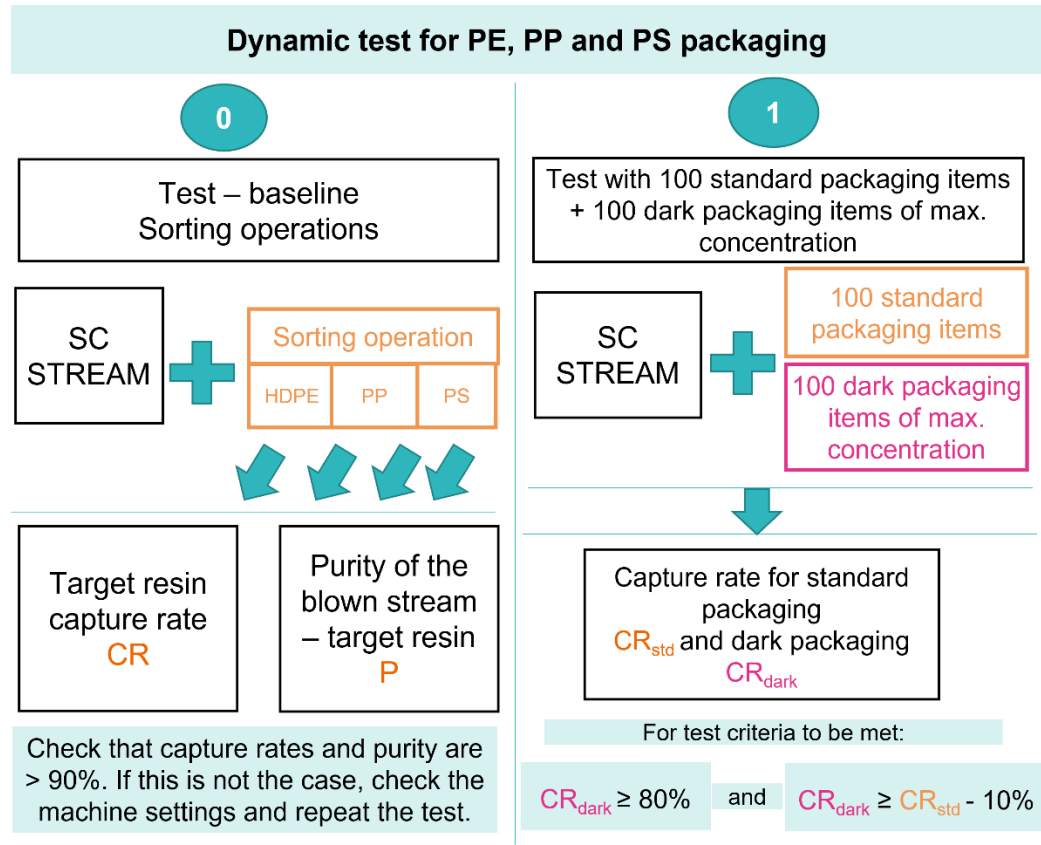 Dynamic test for PE, PP and PS packaging
0
Test – baseline
Sorting operations
SC
STREAM
Sorting operation
HDPE
PP
PS
Target resin
capture rate
CR
Purity of the
blown stream
– target resin
P
Check that capture rates and purity are
> 90%. If this is not the case, check the
machine settings and repeat the test.
1
Test with 100 standard packaging items
+ 100 dark packaging items of max.
concentration
SC
STREAM
100 standard
packaging items
100 dark packaging
items of max.
concentration
Capture rate for standard
packaging
CRstd and dark packaging
CRdark
For test criteria to be met:
CRdark ≥ 80%
and
CRdark ≥ CRstd - 10%